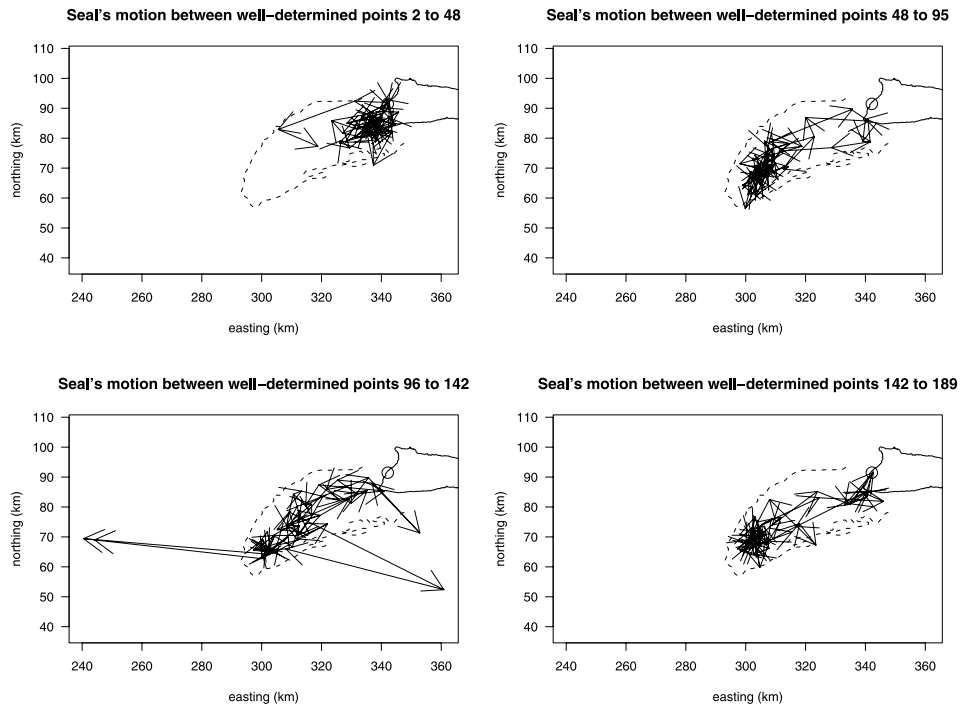 Seal's motion between well−determined points 2 to 48
110
100
90
80
70
60
50
40
northing (km)
240 260 280 300 320 340 360
easting (km)
Seal's motion between well−determined points 48 to 95
110
100
90
80
70
60
50
40
northing (km)
240 260 280 300 320 340 360
easting (km)
Seal's motion between well−determined points 96 to 142
110
100
90
80
70
60
50
40
northing (km)
240 260 280 300 320 340 360
easting (km)
Seal's motion between well−determined points 142 to 189
110
100
90
80
70
60
50
40
northing (km)
240 260 280 300 320 340 360
easting (km)